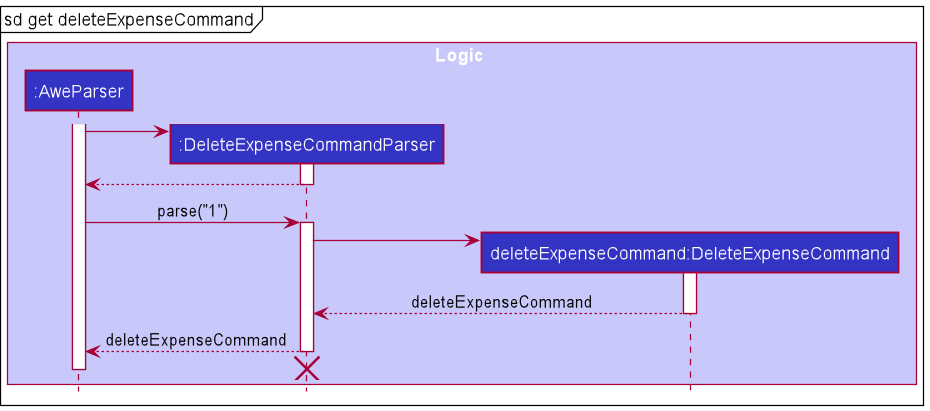 sd get deleteExpenseCommand
Logic
:AweParser
:DeleteExpenseCommandParser
parse("1")
deleteExpenseCommand:DeleteExpenseCommand
deleteExpenseCommand
deleteExpenseCommand